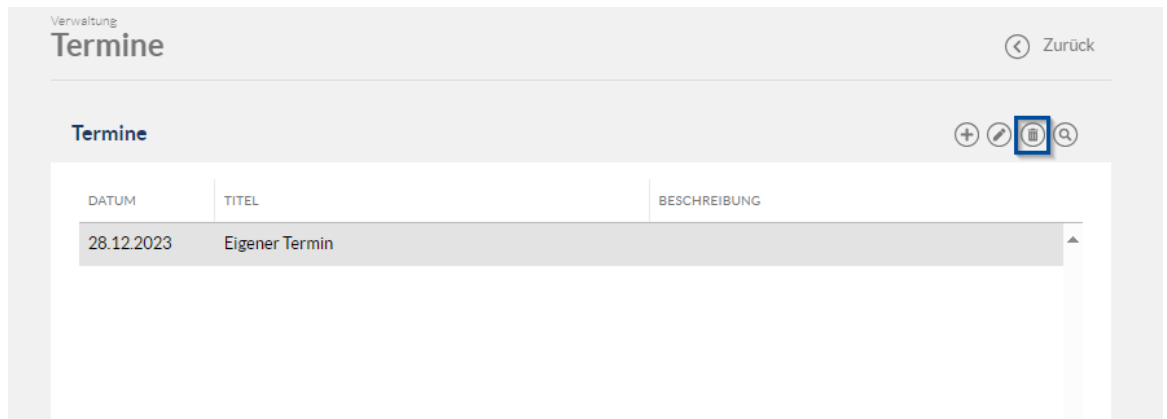 Verwaltung
Termine
Zurück
Termine
DATUM TITEL BESCHREIBUNG
28.12.2023 Eigener Termin